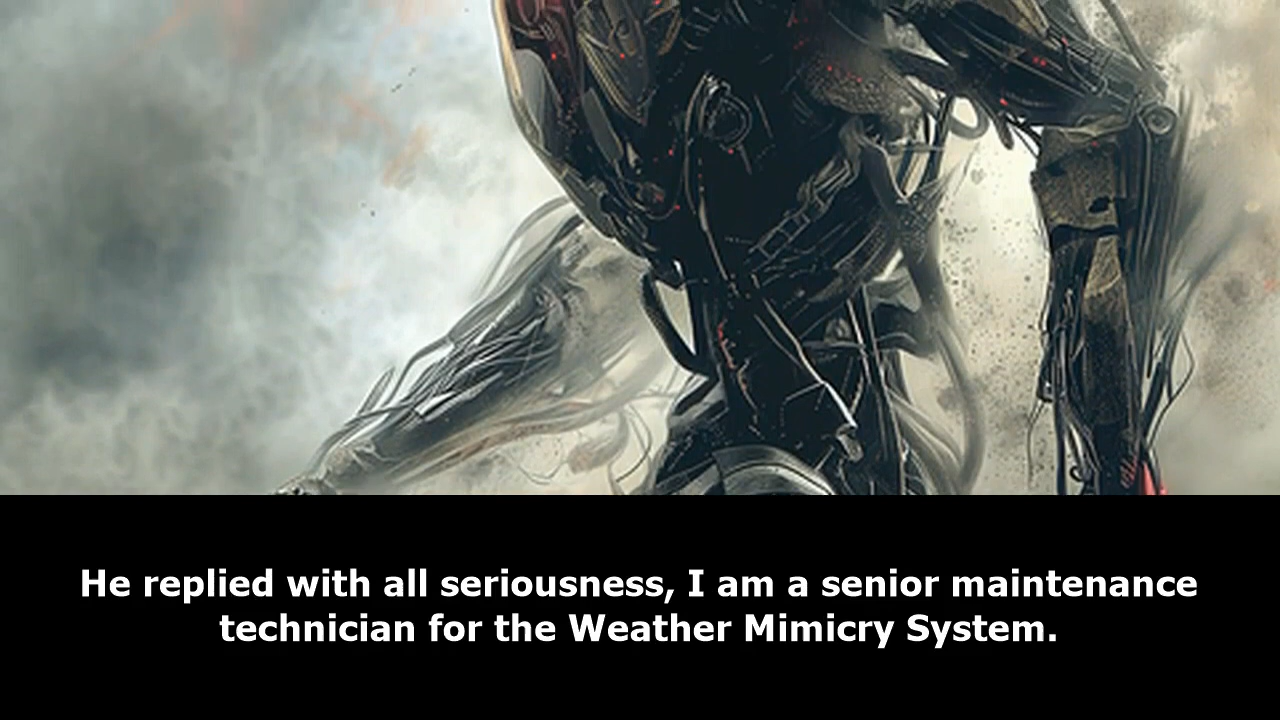 He replied with all seriousness, I am a senior maintenance
technician for the Weather Mimicry System.